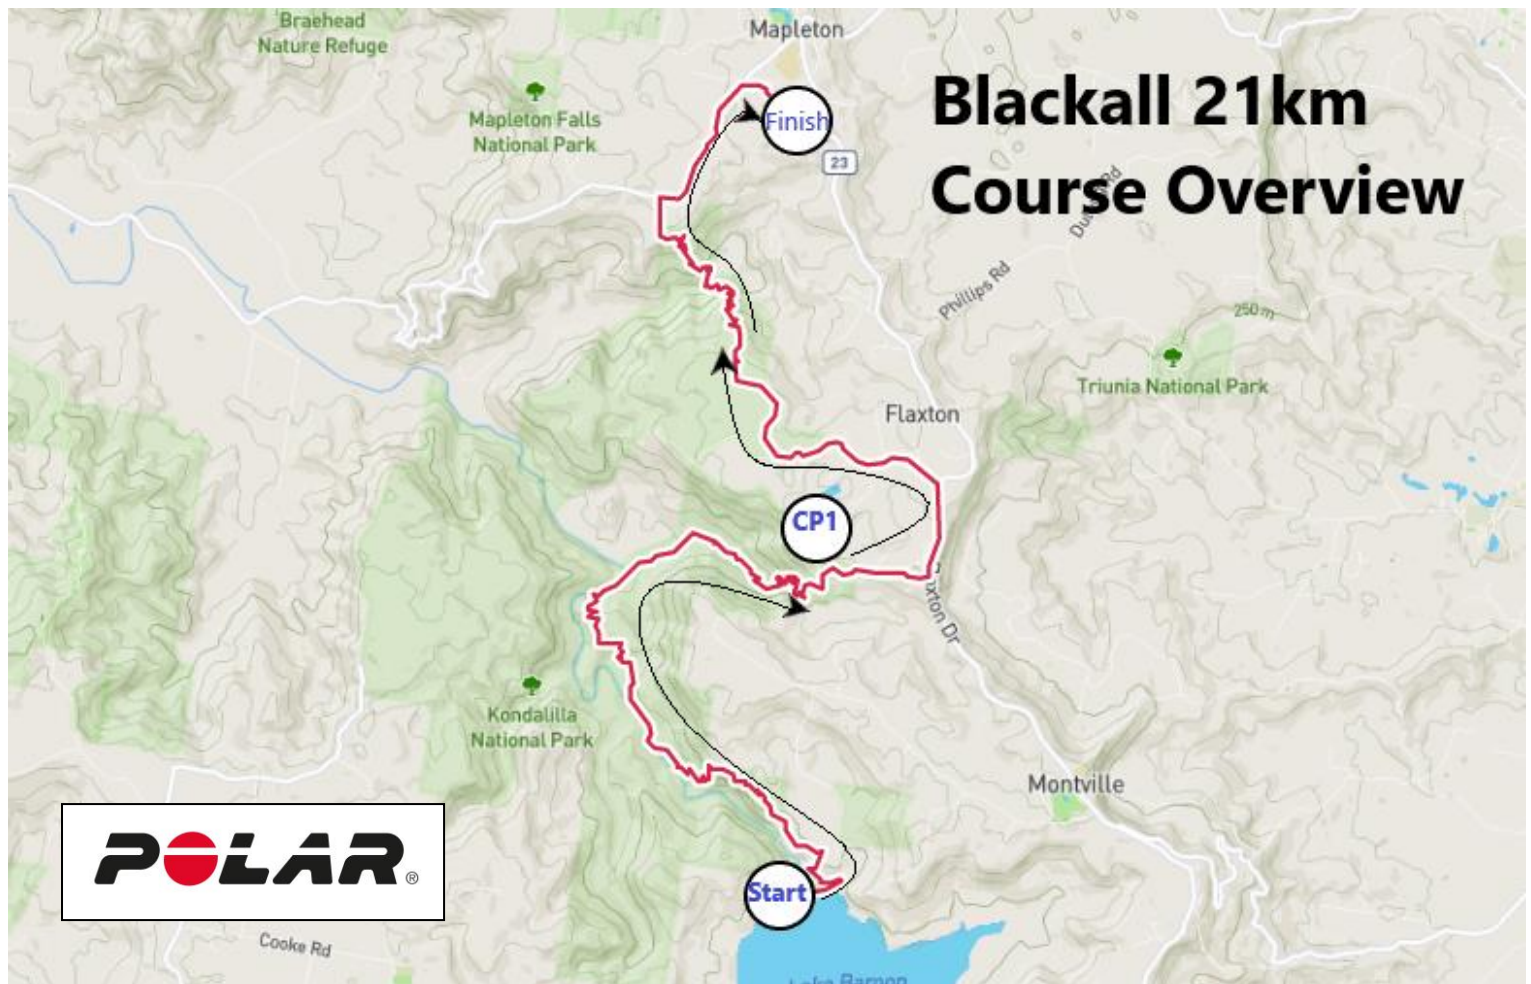 Braehead
Nature Refuge
Mapleton
Mapleton Falls
National Park
Finish
23
Blackall 21km
Course Overview
Phillips Rd
250 m
Triunia National Park
Flaxton
CP1
Kondalilla
National Park
Montville
POLAR®
Start
Cooke Rd